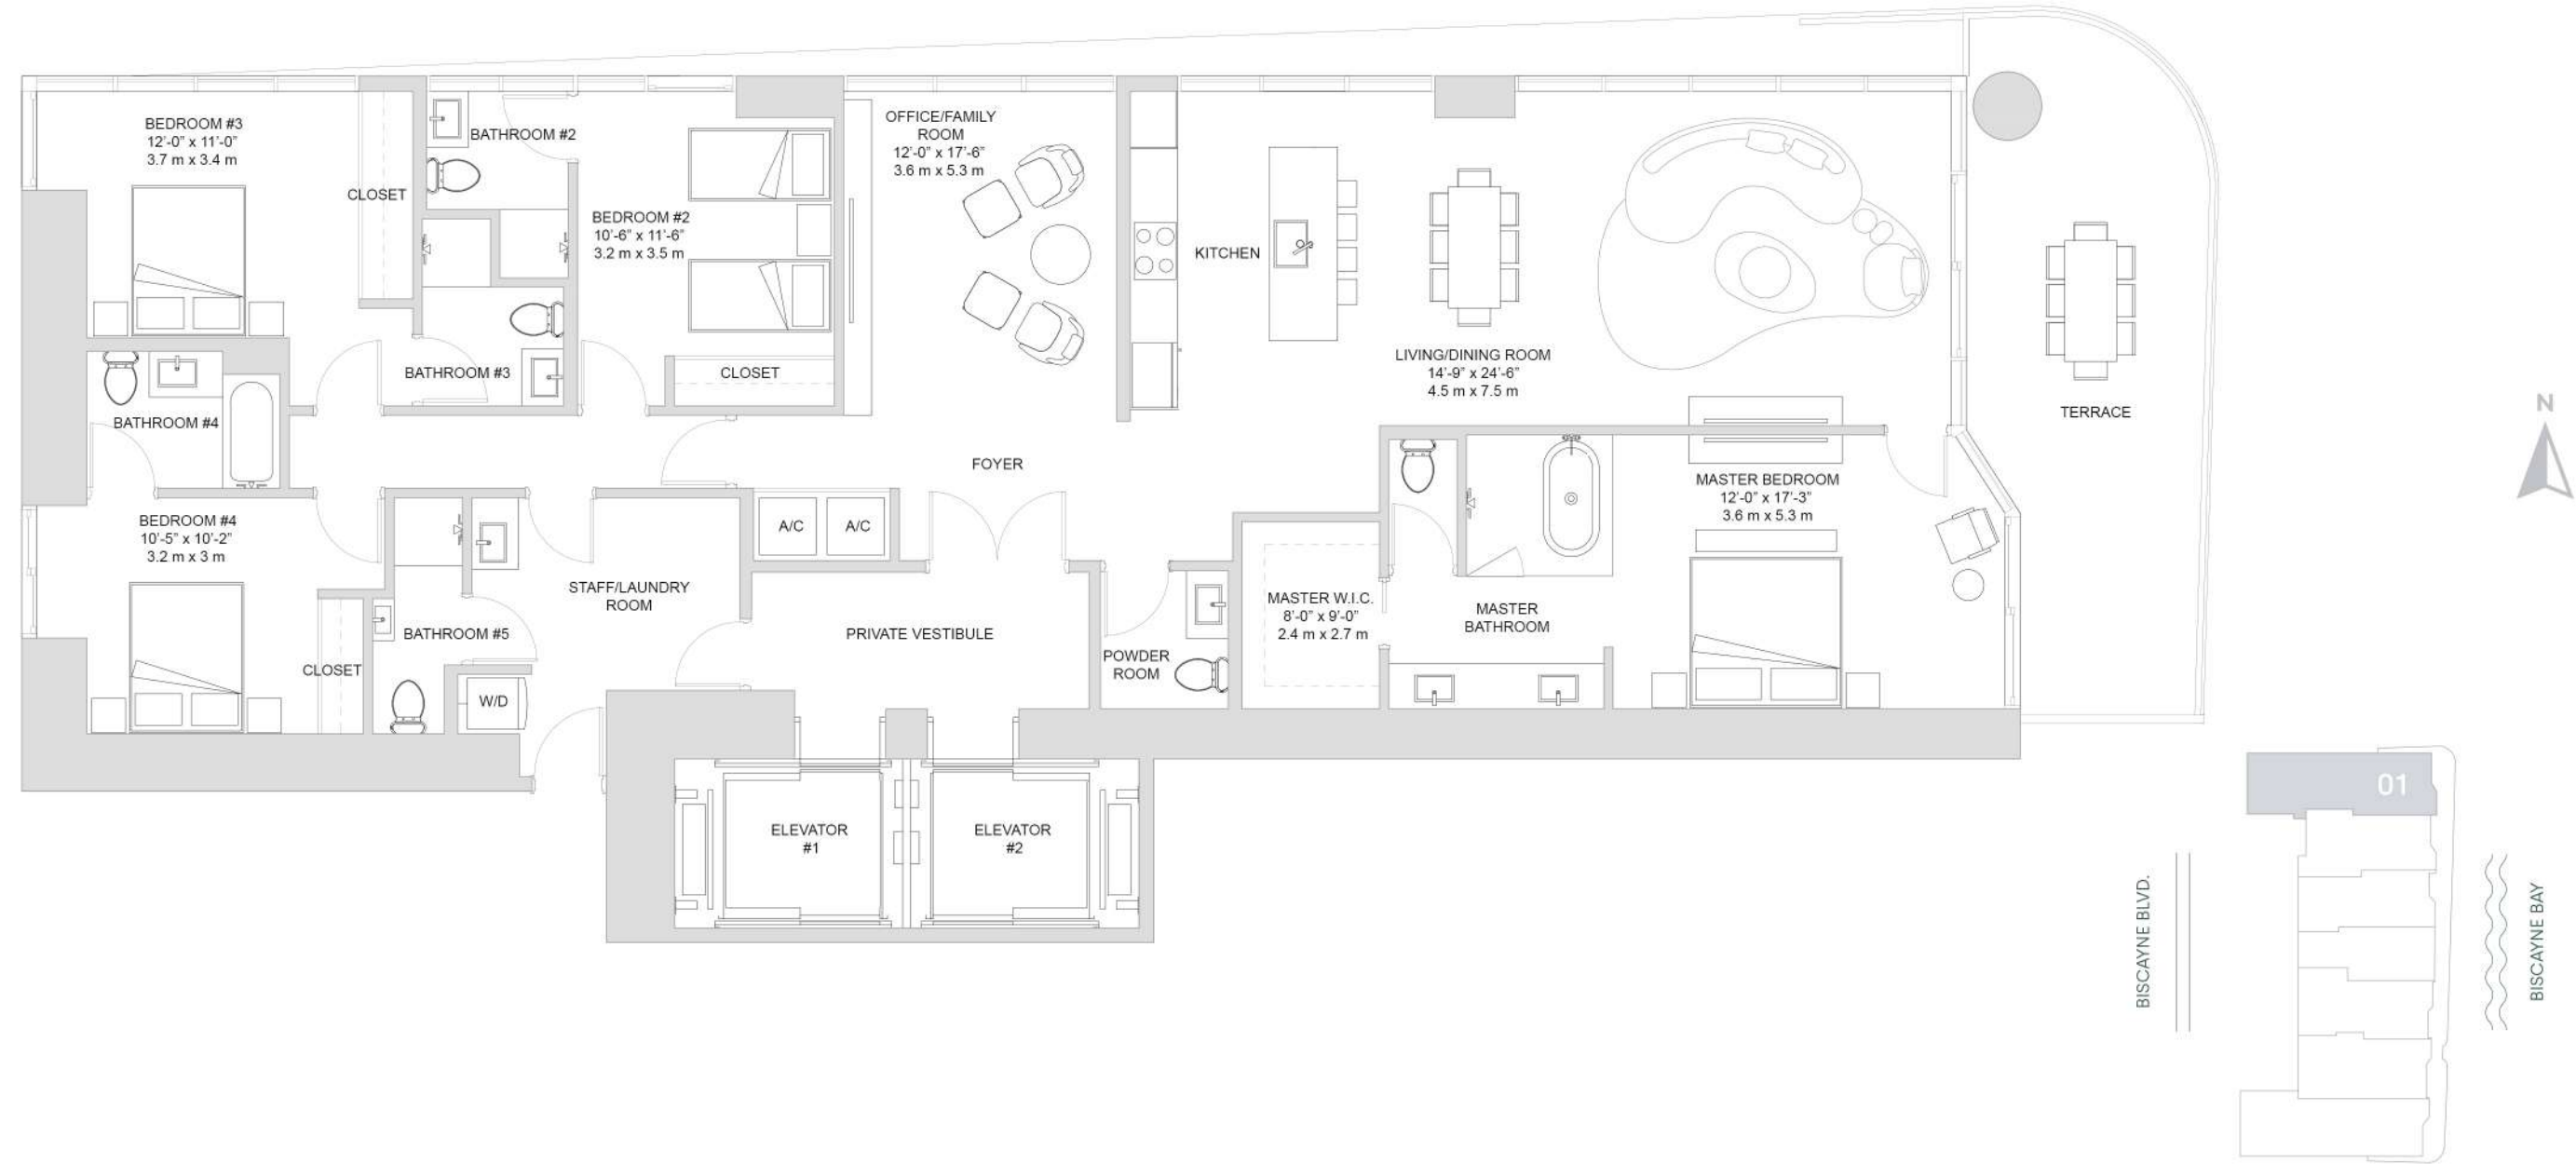 BEDROOM #3
12'-0" x 11'-0"
3.7 m x 3.4 m
CLOSET
BATHROOM #2
BEDROOM #2
10'-6" x 11'-6"
3.2 m x 3.5 m
OFFICE/FAMILY
ROOM
12'-0" x 17'-6"
3.6 m x 5.3 m
KITCHEN
LIVING/DINING ROOM
14'-9" x 24'-6"
4.5 m x 7.5 m
TERRACE
N
BATHROOM #3
CLOSET
BATHROOM #4
FOYER
MASTER BEDROOM
12'-0" x 17'-3"
3.6 m x 5.3 m
BEDROOM #4
10'-5" x 10'-2"
3.2 m x 3 m
A/C
A/C
STAFF/LAUNDRY
ROOM
MASTER W.I.C.
8'-0" x 9'-0"
2.4 m x 2.7 m
MASTER
BATHROOM
BATHROOM #5
PRIVATE VESTIBULE
POWDER
ROOM
CLOSET
W/D
ELEVATOR
#1
ELEVATOR
#2
01
BISCAYNE BLVD.
BISCAYNE BAY